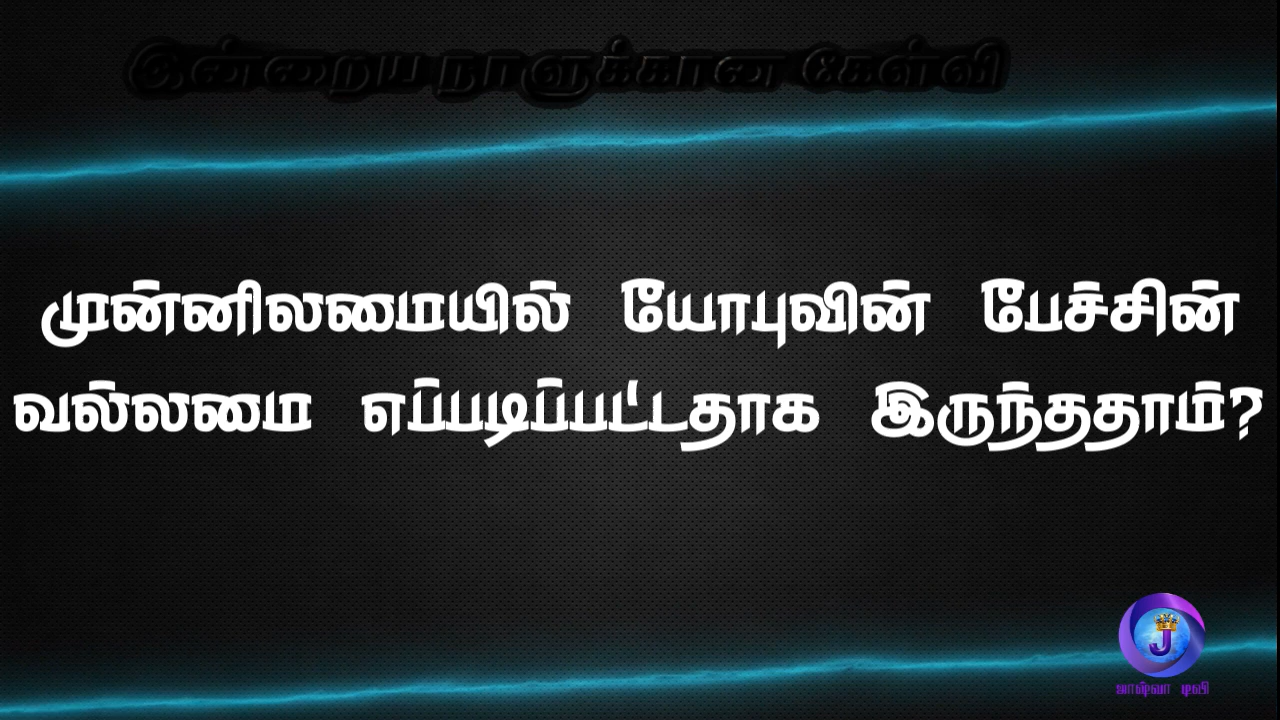 இன்றைய நாளுக்கான கேள்வி
முன்னிலமையில் யோபுவின் பேச்சின்
வல்லமை எப்படிப்பட்டதாக இருந்ததாம்?
J
ஜாஷ்வா டிவி